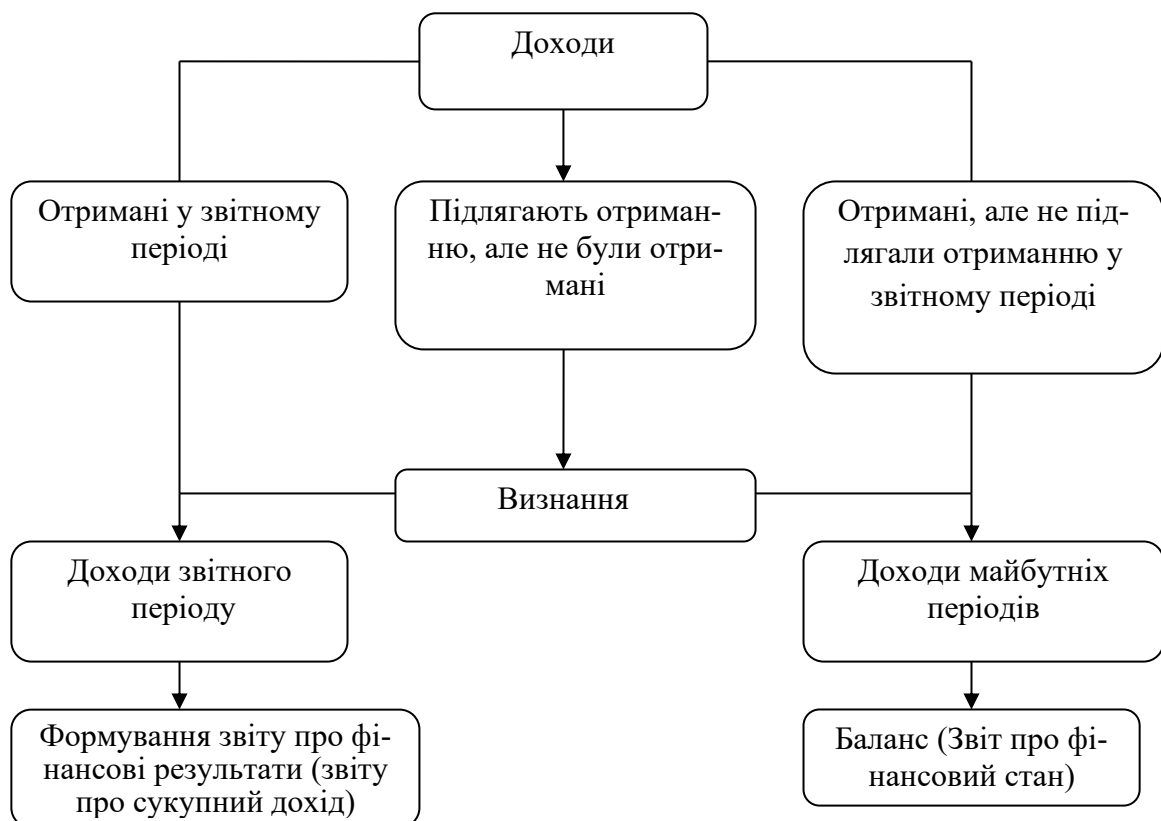 Доходи
Отримані у звітному
періоді
Підлягають отриман-
ню, але не були отри-
мані
Отримані, але не під-
лягали отриманню у
звітному періоді
Визнання
Доходи звітного
періоду
Доходи майбутніх
періодів
Формування звіту про фі-
нансові результати (звіту
про сукупний дохід)
Баланс (Звіт про фі-
нансовий стан)